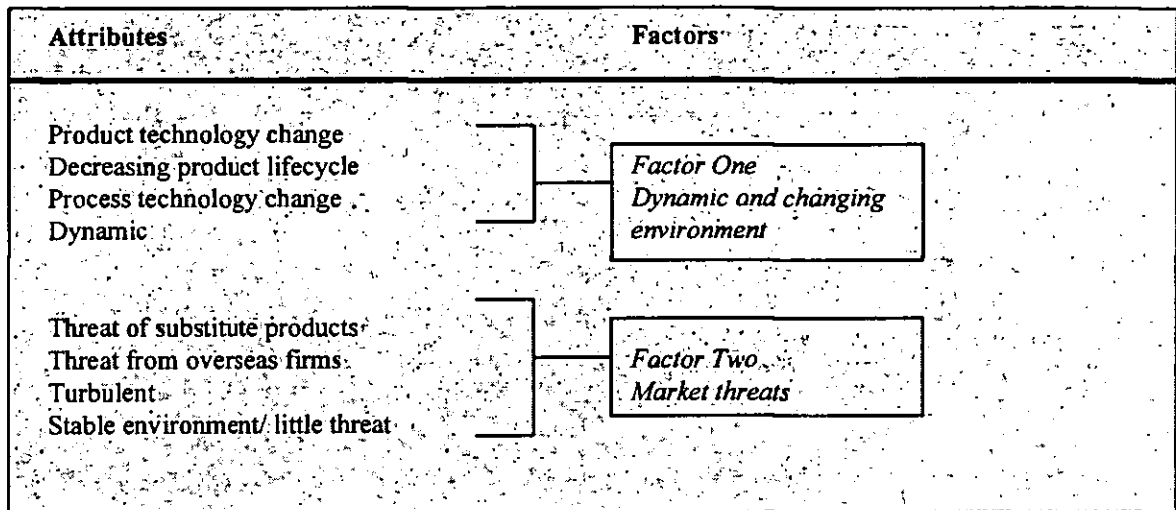 Attributes Factors
Product technology change
Decreasing product lifecycle
Process technology change
Dynamic
Factor One
Dynamic and changing
environment
Threat of substitute products
Threat from overseas firms
Turbulent
Stable environment/ little threat
Factor Two
Market threats